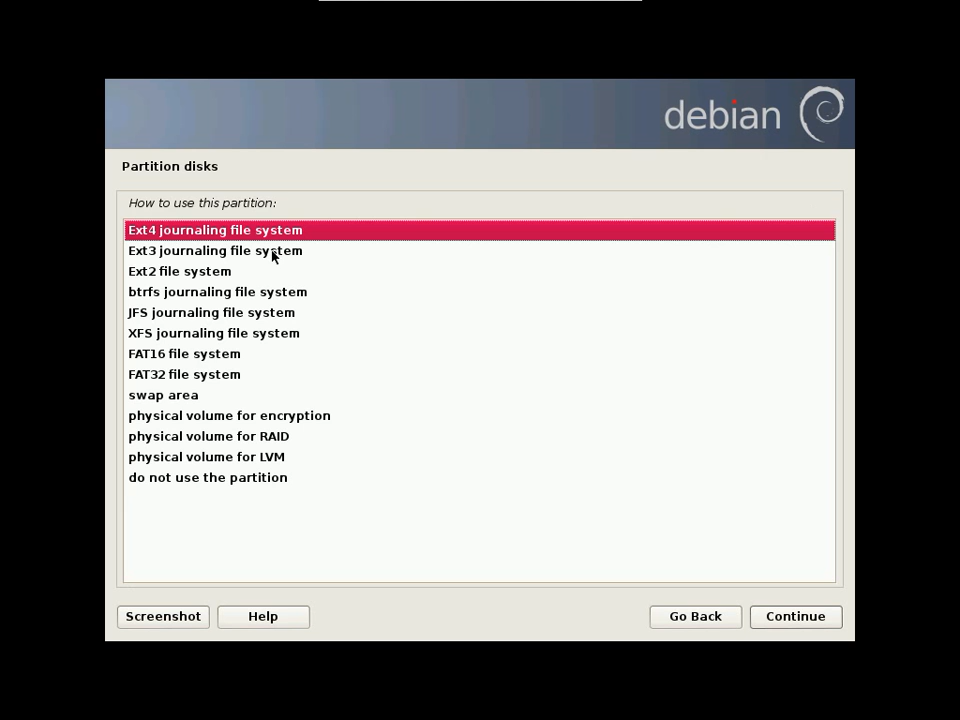 debian
Partition disks
How to use this partition:
Ext4 journaling file system
Ext3 journaling file system
Ext2 file system
btrfs journaling file system
JFS journaling file system
XFS journaling file system
FAT16 file system
FAT32 file system
swap area
physical volume for encryption
physical volume for RAID
physical volume for LVM
do not use the partition
Screenshot Help Go Back Continue